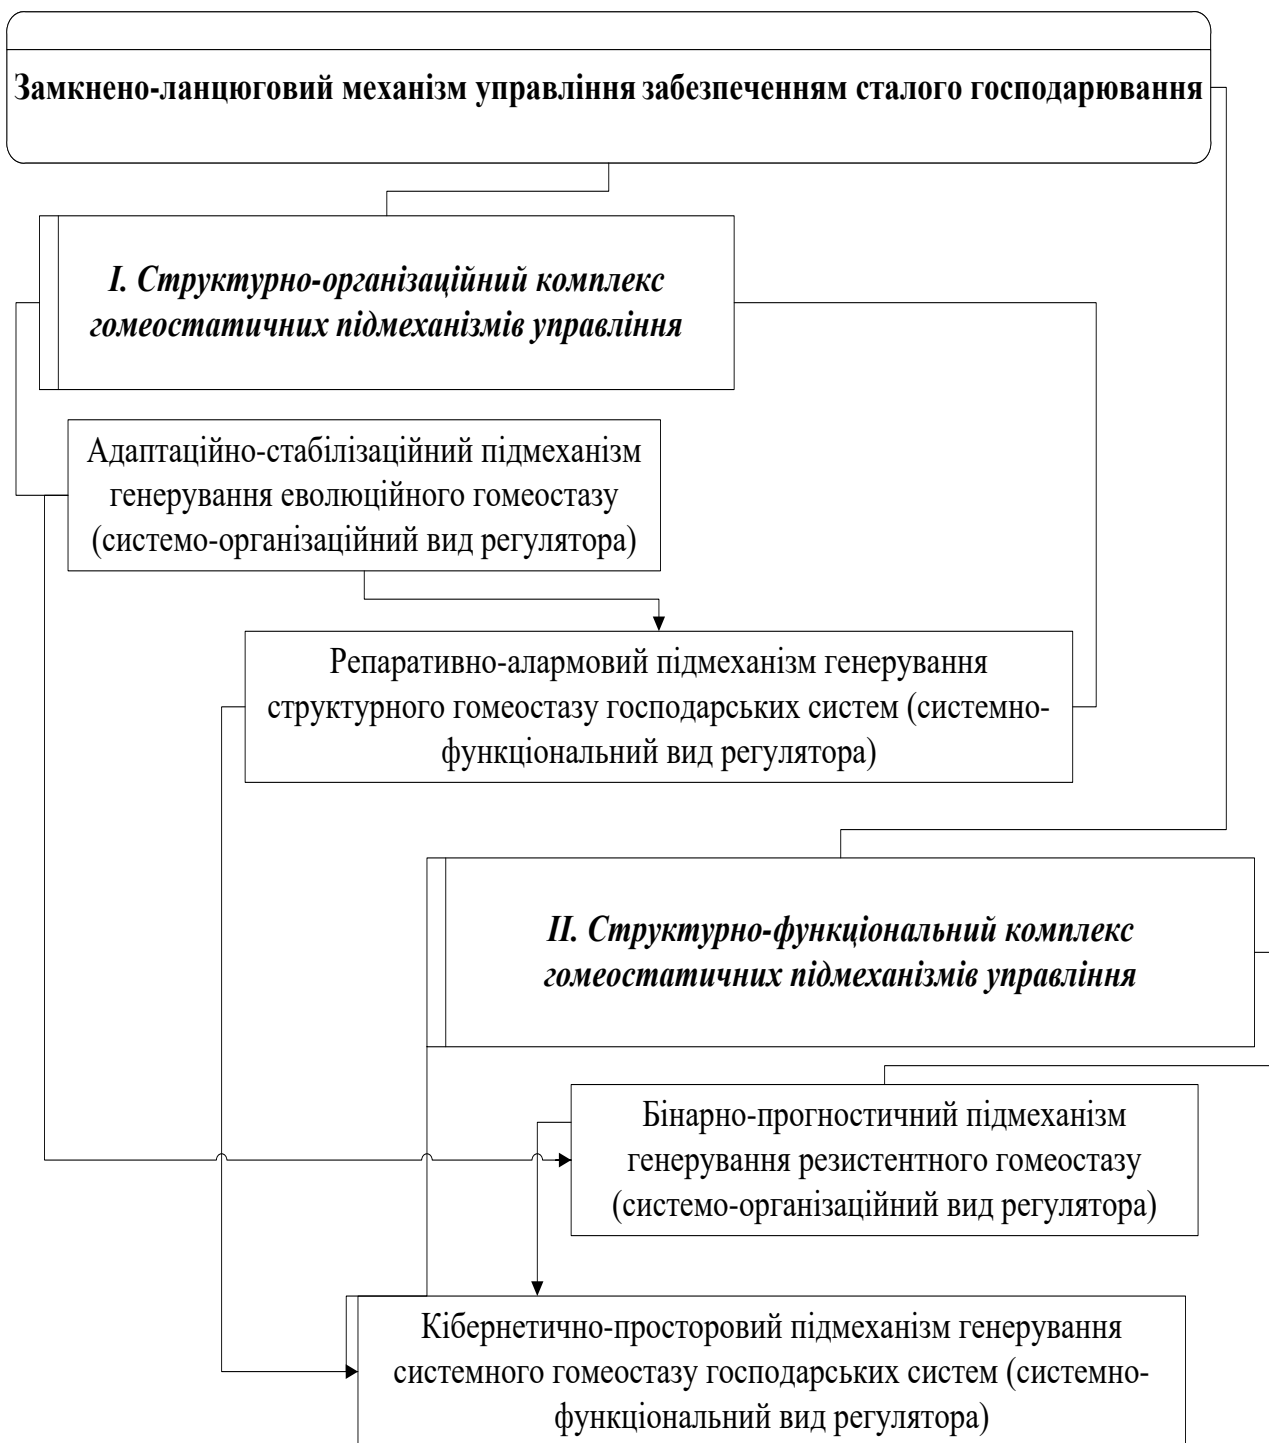 Замкнено-ланцюговий механізм управління забезпеченням сталого господарювання
I. Структурно-організаційний комплекс
гомеостатичних підмеханізмів управління
Адаптаційно-стабілізаційний підмеханізм
генерування еволюційного гомеостазу
(системо-організаційний вид регулятора)
Репаративно-алармовий підмеханізм генерування
структурного гомеостазу господарських систем (системно-
функціональний вид регулятора)
II. Структурно-функціональний комплекс
гомеостатичних підмеханізмів управління
Бінарно-прогностичний підмеханізм
генерування резистентного гомеостазу
(системо-організаційний вид регулятора)
Кібернетично-просторовий підмеханізм генерування
системного гомеостазу господарських систем (системно-
функціональний вид регулятора)